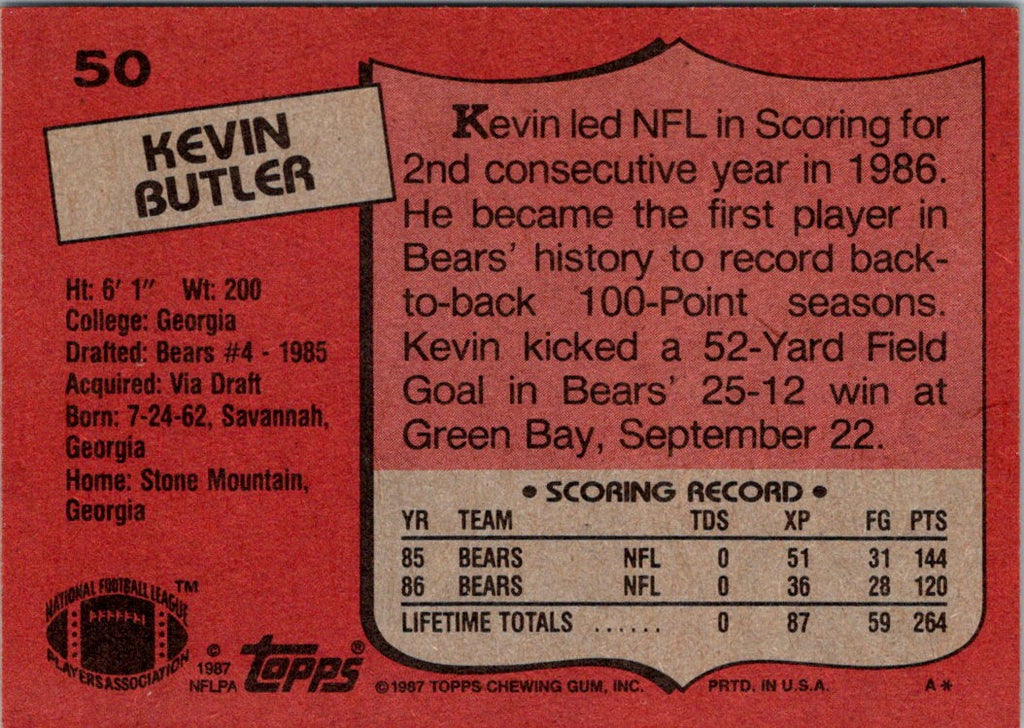 50
KEVIN
BUTLER
Ht: 6' 1" Wt: 200
College: Georgia
Drafted: Bears #4 - 1985
Acquired: Via Draft
Born: 7-24-62, Savannah,
Georgia
Home: Stone Mountain,
Georgia
Kevin led NFL in Scoring for
2nd consecutive year in 1986.
He became the first player in
Bears' history to record back-
to-back 100-Point seasons.
Kevin kicked a 52-Yard Field
Goal in Bears' 25-12 win at
Green Bay, September 22.
• SCORING RECORD •
YR TEAM TDS XP FG PTS
85 BEARS NFL 0 51 31 144
86 BEARS NFL 0 36 28 120
LIFETIME TOTALS ...... 0 87 59 264
NATIONAL FOOTBALL LEAGUE ™
PLAYERS ASSOCIATION
© 1987 NFLPA
topps®
©1987 TOPPS CHEWING GUM, INC. PRTD. IN U.S.A. A*